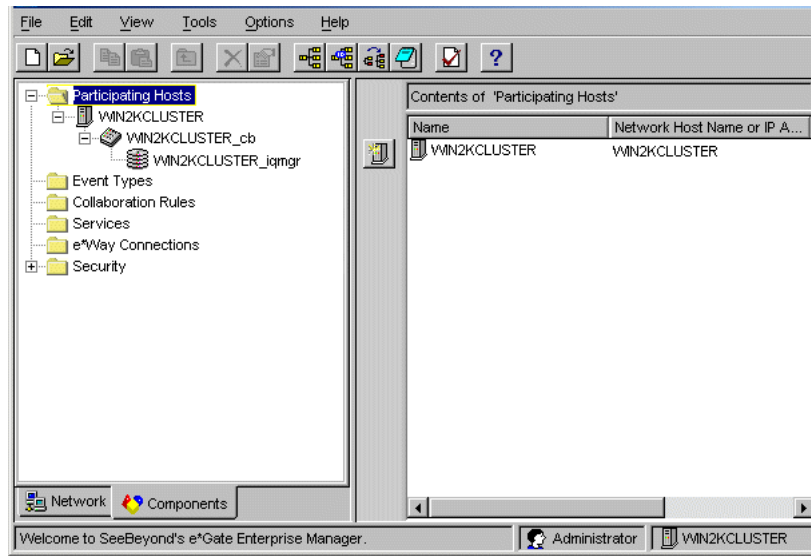 File Edit View Tools Options Help
?
Participating Hosts
WIN2KCLUSTER
WIN2KCLUSTER_cb
WIN2KCLUSTER_iqmgr
Event Types
Collaboration Rules
Services
e*Way Connections
Security
Network
Components
Contents of 'Participating Hosts'
Name Network Host Name or IP A...
WIN2KCLUSTER WIN2KCLUSTER
Welcome to SeeBeyond's e*Gate Enterprise Manager. Administrator WIN2KCLUSTER